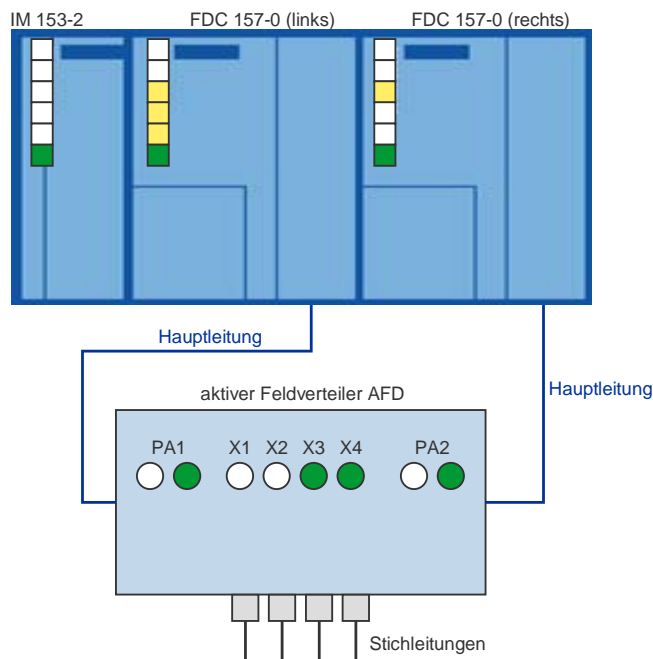 IM 153-2
FDC 157-0 (links)
FDC 157-0 (rechts)
Hauptleitung
Hauptleitung
aktiver Feldverteiler AFD
PA1 X1 X2 X3 X4 PA2
Stichleitungen